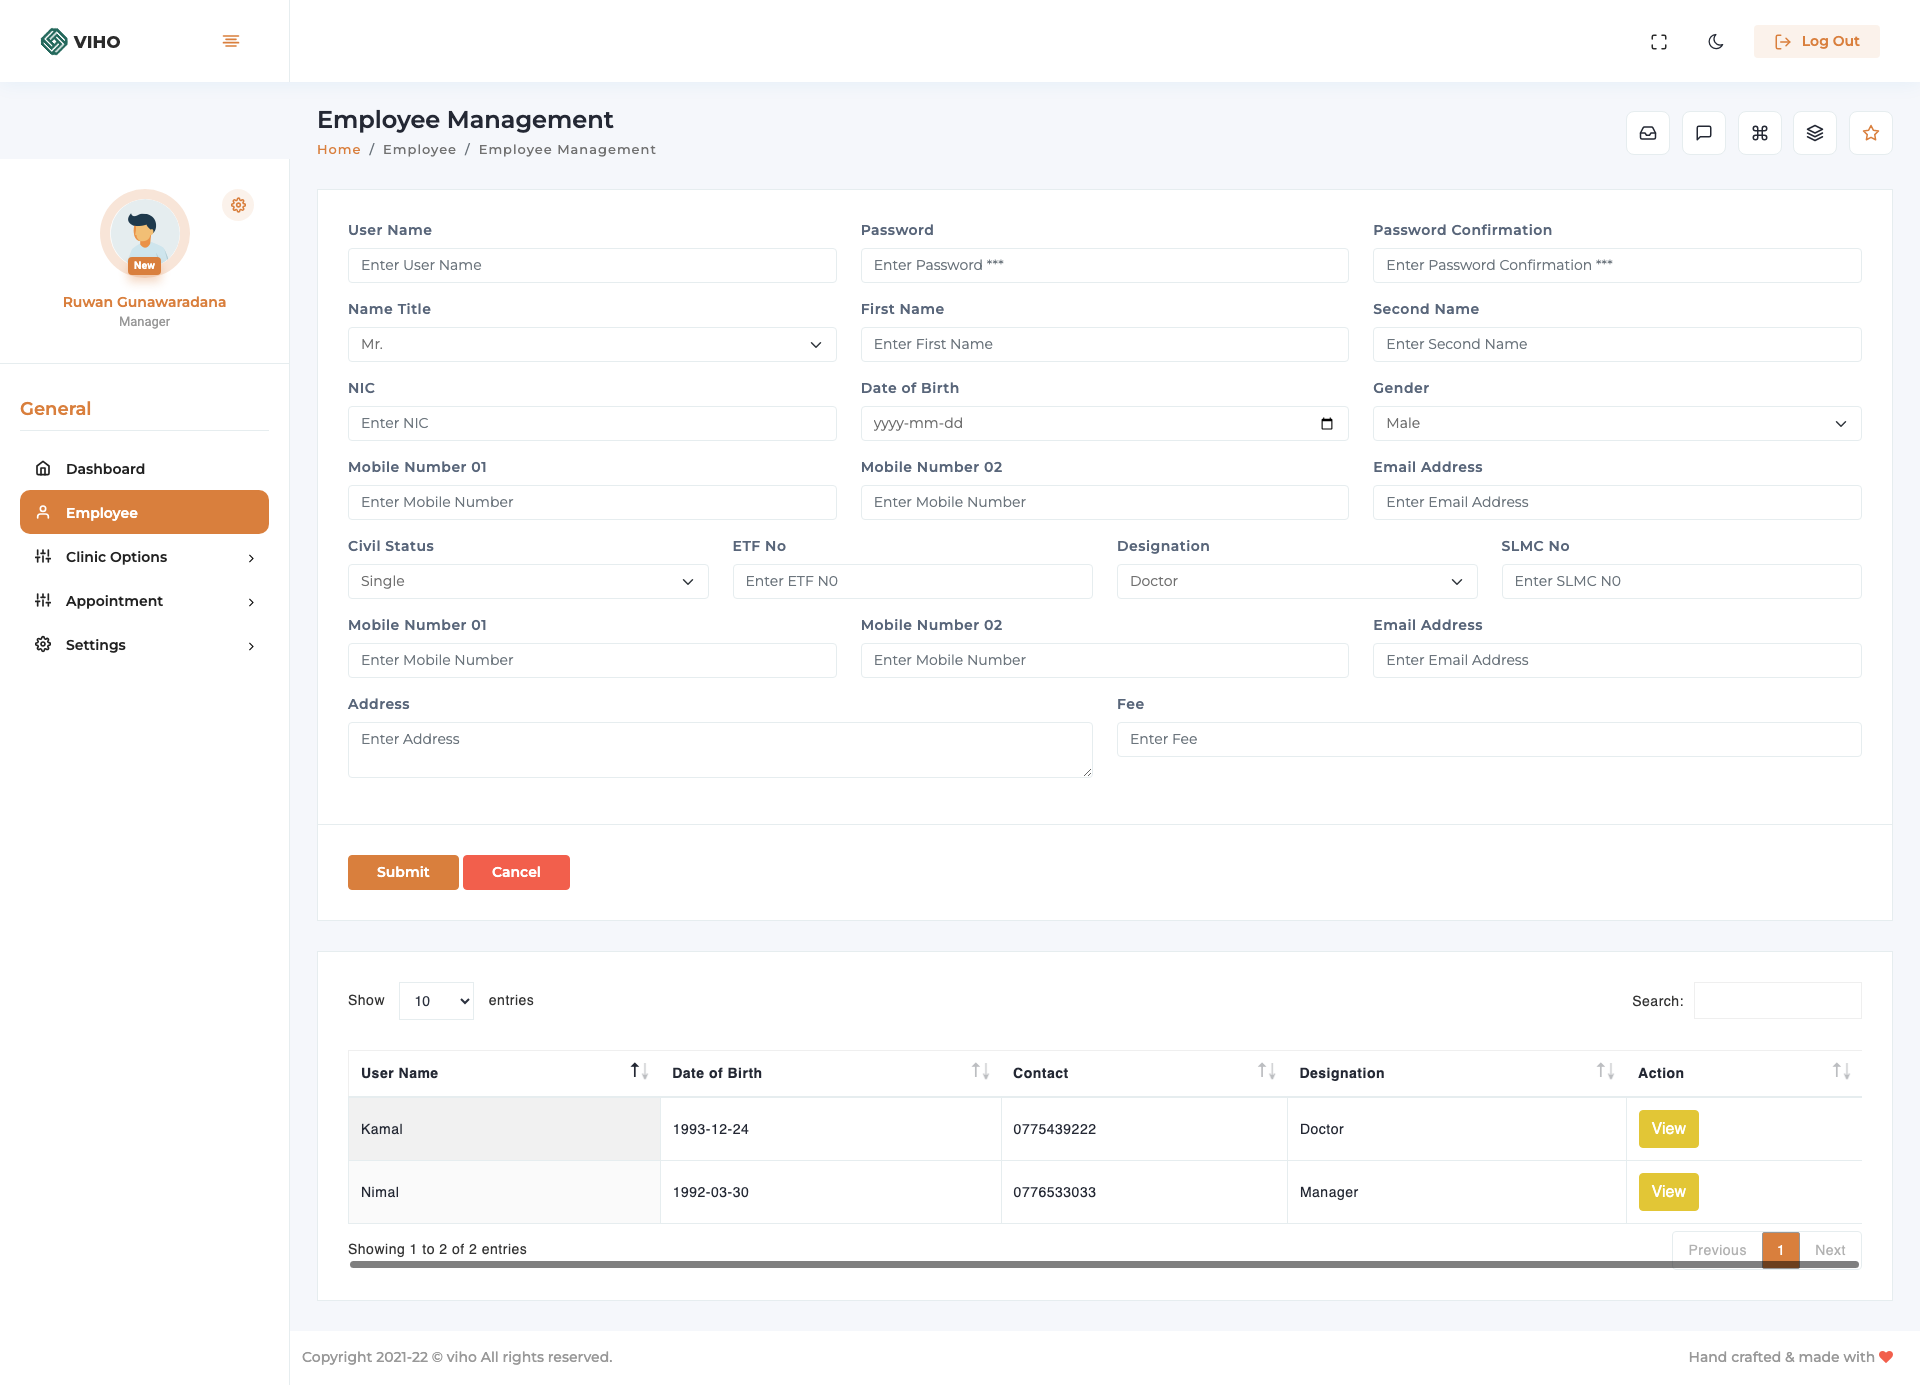 VIHO
Log Out
Employee Management
Home / Employee / Employee Management
New
Ruwan Gunawaradana
Manager
General
Dashboard
Employee
Clinic Options
Appointment
Settings
User Name Password Password Confirmation
Enter User Name Enter Password *** Enter Password Confirmation ***
Name Title First Name Second Name
Mr. Enter First Name Enter Second Name
NIC Date of Birth Gender
Enter NIC yyyy-mm-dd Male
Mobile Number 01 Mobile Number 02 Email Address
Enter Mobile Number Enter Mobile Number Enter Email Address
Civil Status ETF No Designation SLMC No
Single Enter ETF N0 Doctor Enter SLMC N0
Mobile Number 01 Mobile Number 02 Email Address
Enter Mobile Number Enter Mobile Number Enter Email Address
Address Fee
Enter Address Enter Fee
Submit Cancel
Show 10 entries Search:
User Name Date of Birth Contact Designation Action
Kamal 1993-12-24 0775439222 Doctor View
Nimal 1992-03-30 0776533033 Manager View
Showing 1 to 2 of 2 entries Previous 1 Next
Copyright 2021-22 © viho All rights reserved. Hand crafted & made with